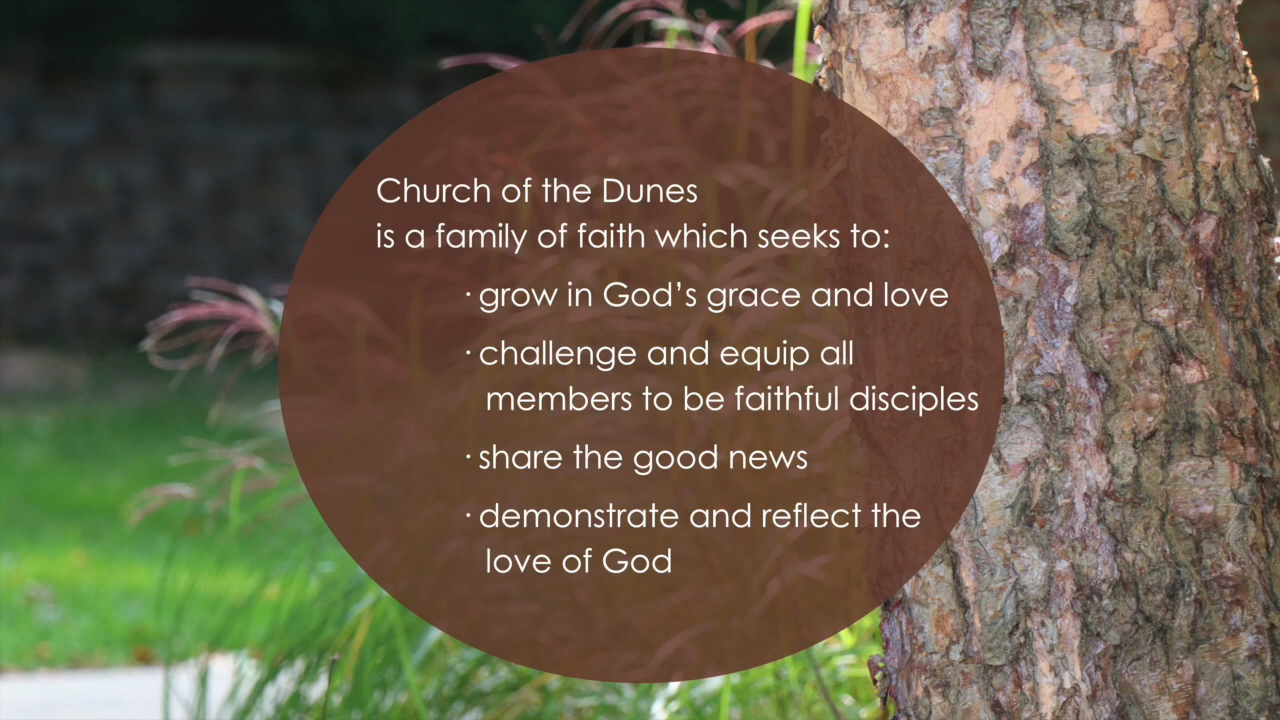 Church of the Dunes
is a family of faith which seeks to:
· grow in God’s grace and love
· challenge and equip all
members to be faithful disciples
· share the good news
· demonstrate and reflect the
love of God